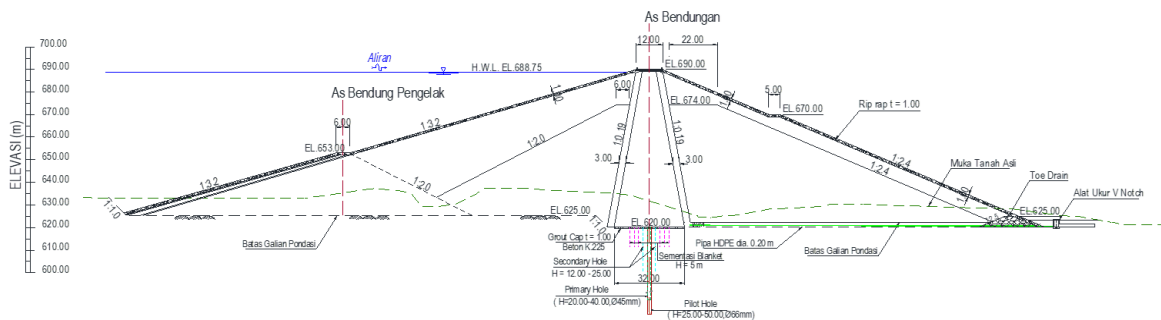 As Bendungan
700.00
690.00
680.00
670.00
660.00
650.00
640.00
630.00
620.00
610.00
600.00
ELEVASI (m)
Aliran
H.W.L. EL.688.75
12.00
22.00
EL.690.00
As Bendung Pengelak
6.00
EL.653.00
1:3.2
1:3.2
1:2.0
1:2.0
6.00
EL.674.00
5.00
EL.670.00
Rip rap t = 1.00
1:0.19
1:0.19
3.00
3.00
1:2.4
1:2.4
Muka Tanah Asli
Toe Drain
Alat Ukur V Notch
1:1.0
EL.625.00
1:1.0
EL.620.00
EL.625.00
Batas Galian Pondasi
Grout Cap t = 1.00
Beton K.225
Sementasi Blanket
H = 5 m
Pipa HDPE dia. 0.20 m
Batas Galian Pondasi
Secondary Hole
H = 12.00 - 25.00
32.00
Primary Hole
( H=20.00-40.00,Ø45mm)
Pilot Hole
( H=25.00-50.00,Ø66mm)